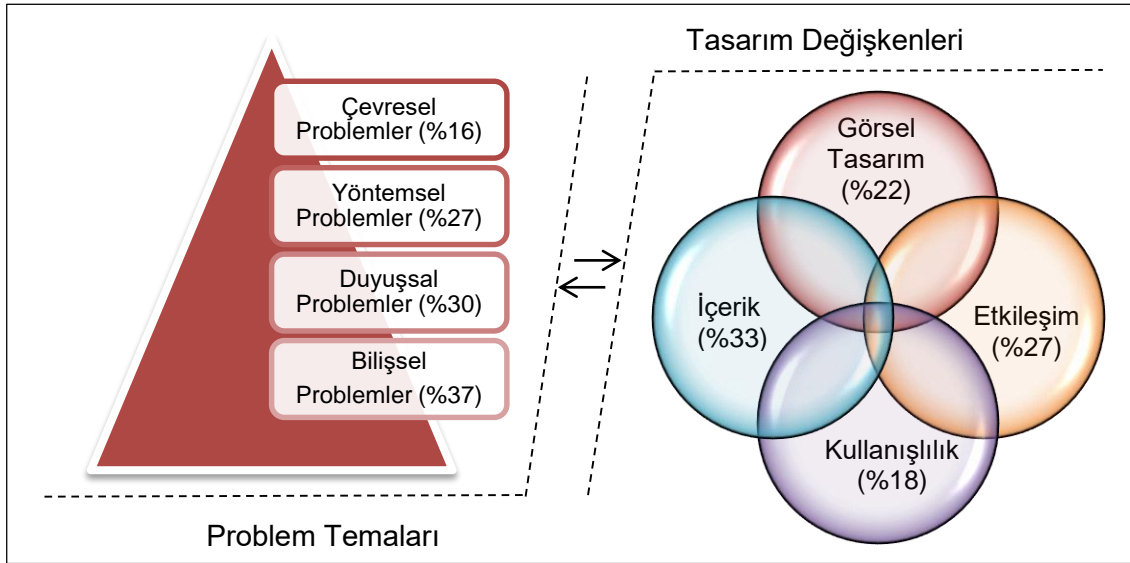 Tasarım Değişkenleri
Çevresel
Problemler (%16)
Yöntemsel
Problemler (%27)
Duyuşsal
Problemler (%30)
Bilişsel
Problemler (%37)
Problem Temaları
Görsel
Tasarım
(%22)
İçerik
(%33)
Etkileşim
(%27)
Kullanışlılık
(%18)